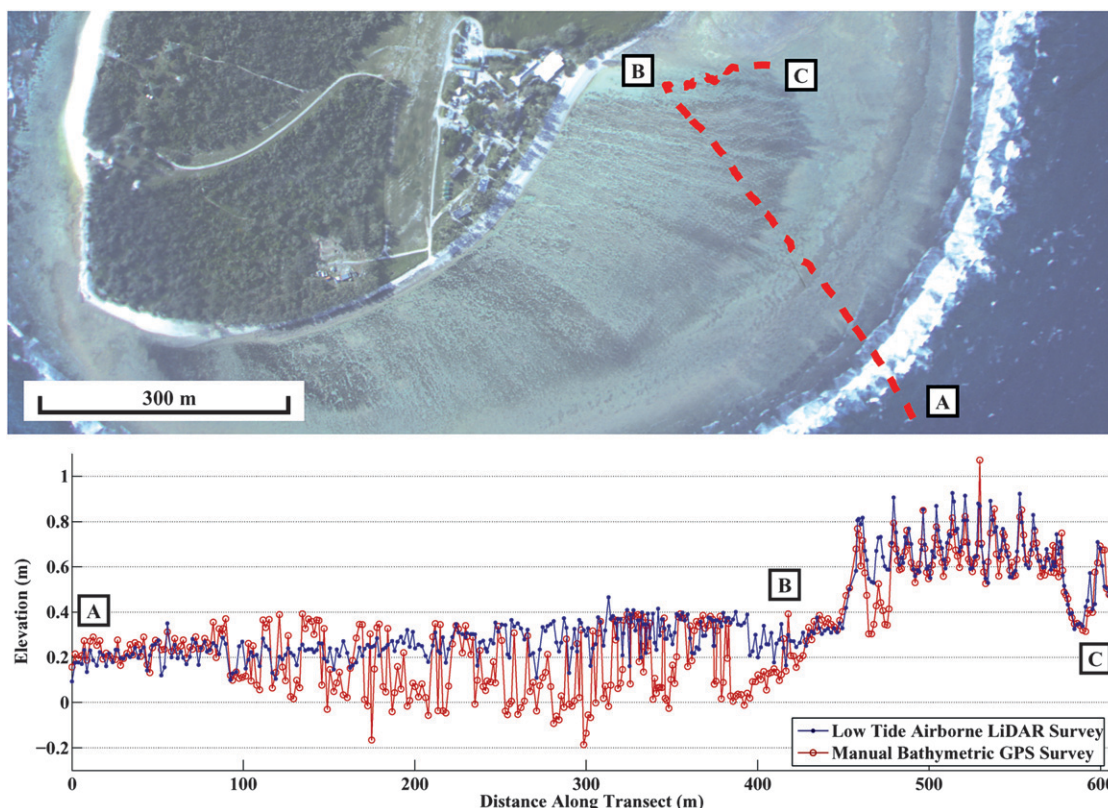 B
C
A
300 m
Elevation (m)
1
0.8
0.6
0.4
0.2
0
−0.2
A
B
C
Low Tide Airborne LiDAR Survey
Manual Bathymetric GPS Survey
0
100
200
300
400
500
600
Distance Along Transect (m)